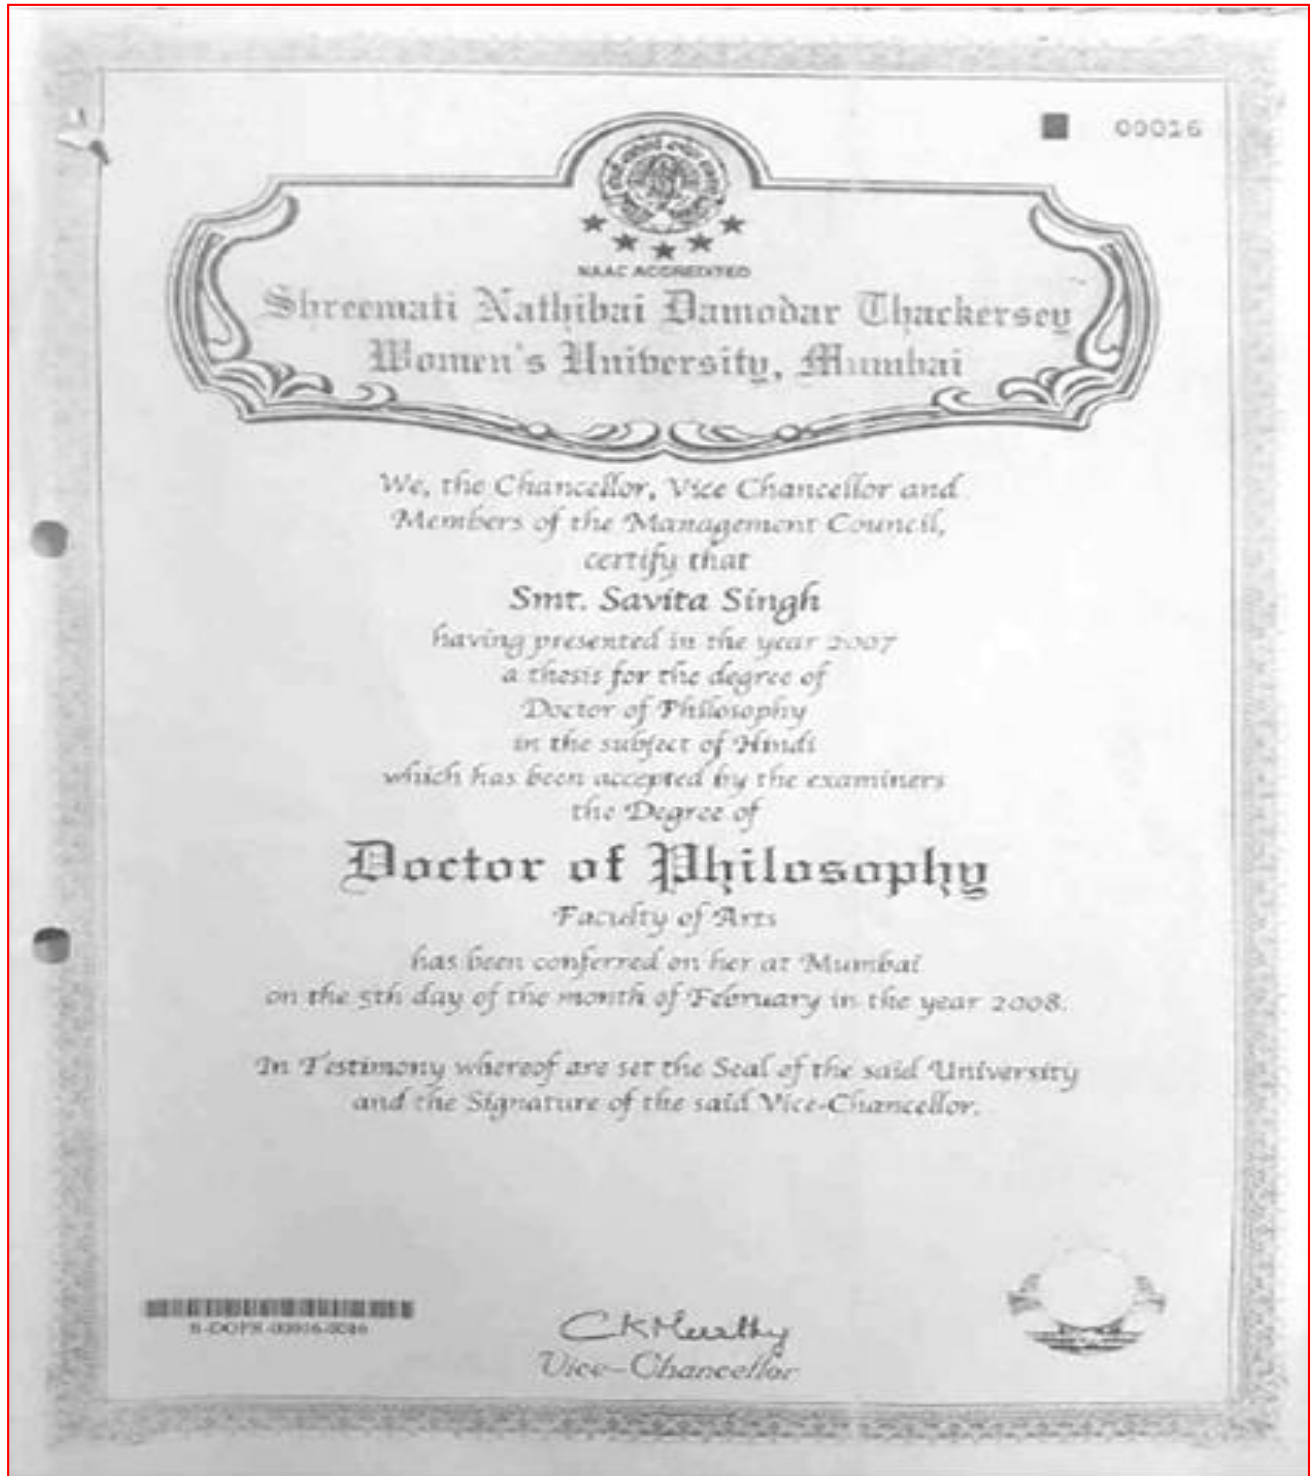 00016
NAAC ACCREDITED
Shreemati Nathibai Damodar Thackersey
Women's University, Mumbai
We, the Chancellor, Vice Chancellor and
Members of the Management Council,
certify that
Smt. Savita Singh
having presented in the year 2007
a thesis for the degree of
Doctor of Philosophy
in the subject of Hindi
which has been accepted by the examiners
the Degree of
Doctor of Philosophy
Faculty of Arts
has been conferred on her at Mumbai
on the 5th day of the month of February in the year 2008.
In Testimony whereof are set the Seal of the said University
and the Signature of the said Vice-Chancellor.
CKMurthy
Vice-Chancellor